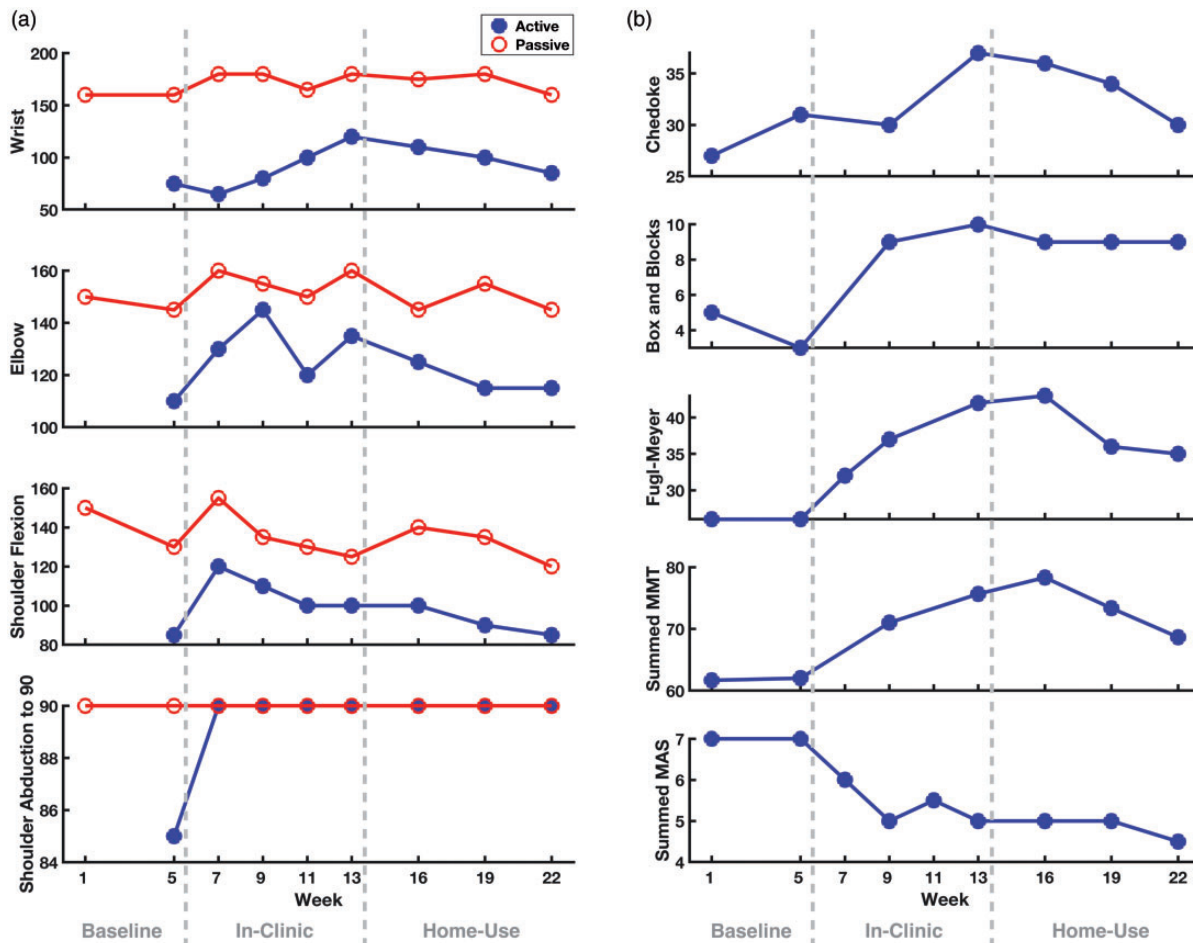 (a)
Active
Passive
200
150
100
50
Wrist
160
140
120
100
Elbow
160
140
120
100
80
Shoulder Flexion
90
88
86
84
Shoulder Abduction to 90
1 5 7 9 11 13 16 19 22
Week
Baseline In-Clinic Home-Use
(b)
35
30
25
Chedoke
10
8
6
4
Box and Blocks
40
35
30
Fugl-Meyer
80
70
60
Summed MMT
7
6
5
4
Summed MAS
1 5 7 9 11 13 16 19 22
Week
Baseline In-Clinic Home-Use